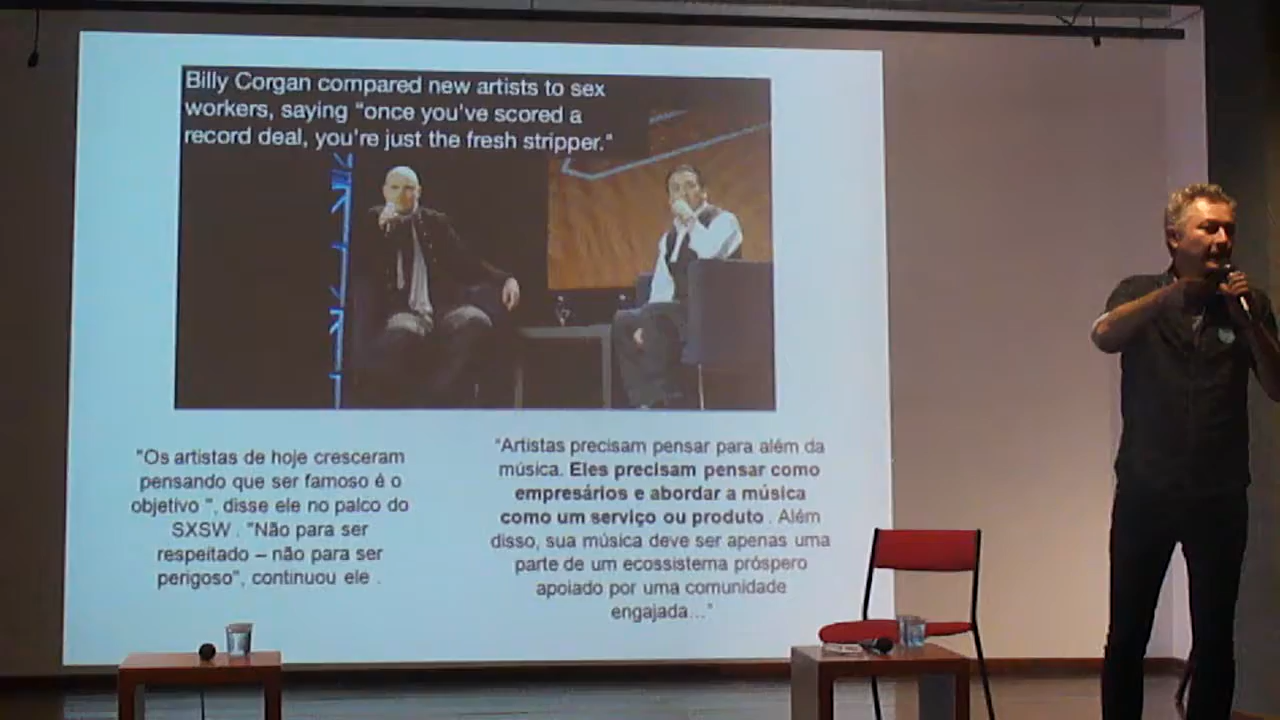 Billy Corgan compared new artists to sex
workers, saying "once you've scored a
record deal, you're just the fresh stripper."
"Os artistas de hoje cresceram
pensando que ser famoso é o
objetivo ", disse ele no palco do
SXSW . "Não para ser
respeitado – não para ser
perigoso", continuou ele .
"Artistas precisam pensar para além da
música. Eles precisam pensar como
empresários e abordar a música
como um serviço ou produto . Além
disso, sua música deve ser apenas uma
parte de um ecossistema próspero
apoiado por uma comunidade
engajada..."